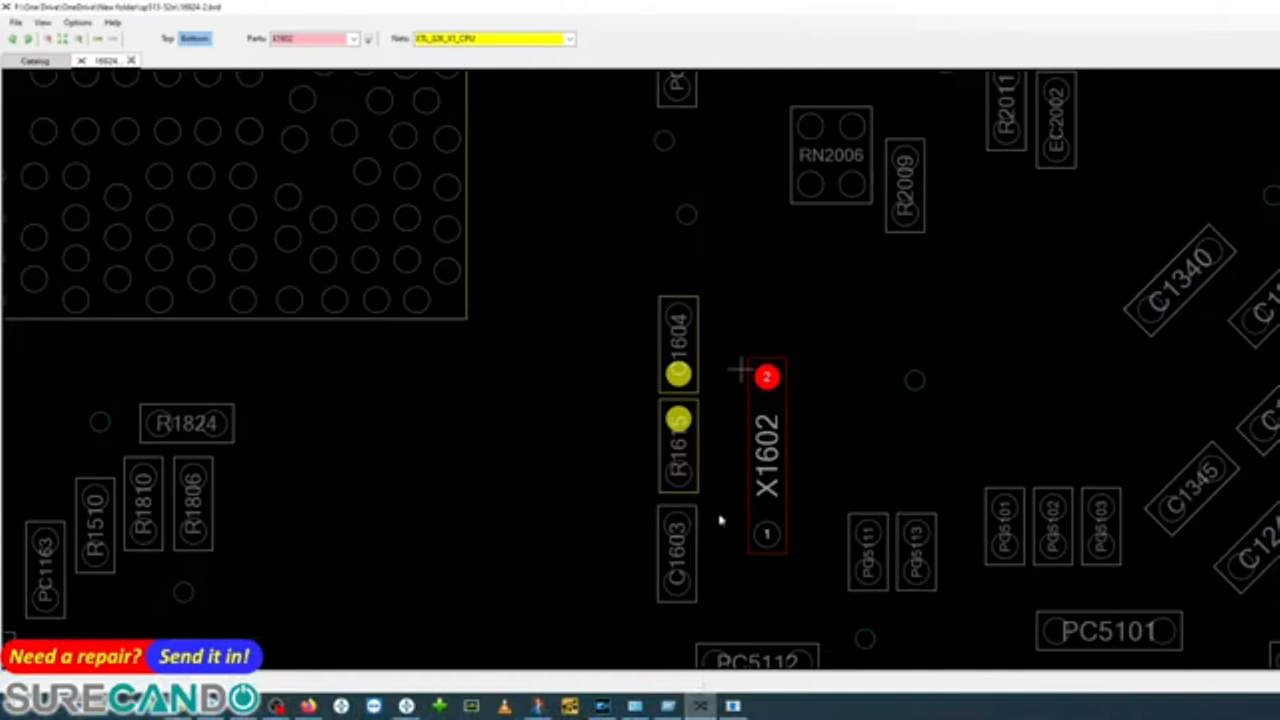 File View Options Help
Top Bottom Parts: X1602 Nets:
Catalog
RN2006
R2009
R2011
EC2002
C1340
C1604
X1602
2
1
R1824
R1810
R1806
R1510
PC1163
C1603
C1345
PG5111
PG5113
PG5101
PG5102
PG5103
PC5101
PC5112
Need a repair? Send it in!
SURECANDO